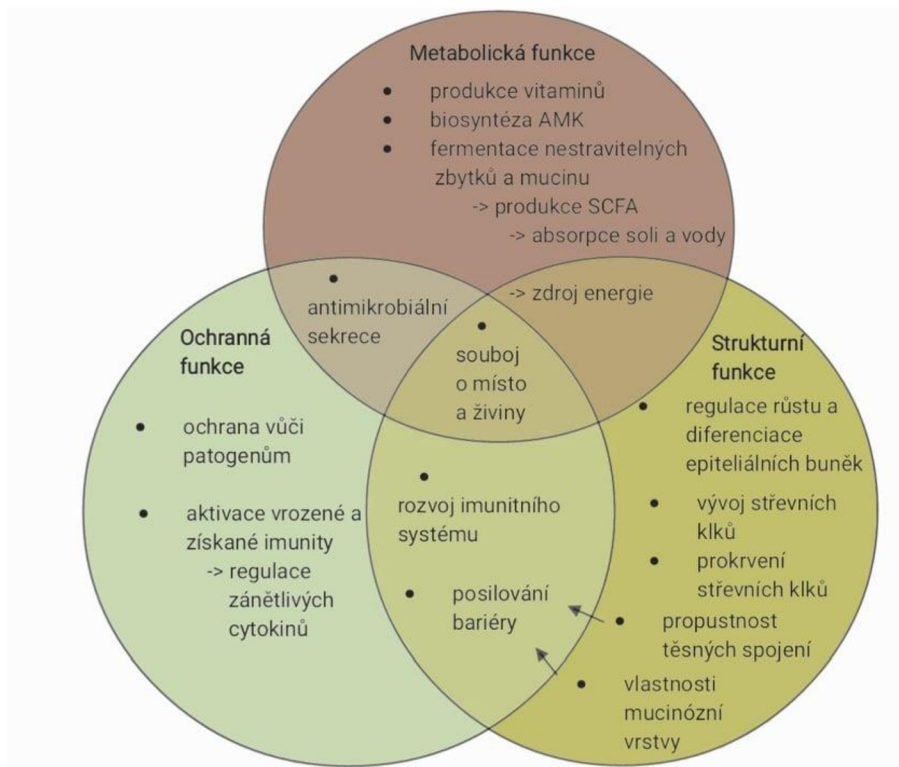 Metabolická funkce
• produkce vitaminů
• biosyntéza AMK
• fermentace nestravitelných
zbytků a mucinu
-> produkce SCFA
-> absorpce soli a vody
-> zdroj energie
• antimikrobiální
sekrece
• souboj
o místo
a živiny
Ochranná
funkce
• ochrana vůči
patogenům
• aktivace vrozené a
získané imunity
-> regulace
zánětlivých
cytokinů
• rozvoj imunitního
systému
• posilování
bariéry
Strukturní
funkce
• regulace růstu a
diferenciace
epiteliálních buněk
• vývoj střevních
klků
• prokrvení
střevních klků
• propustnost
těsných spojení
• vlastnosti
mucinózní
vrstvy